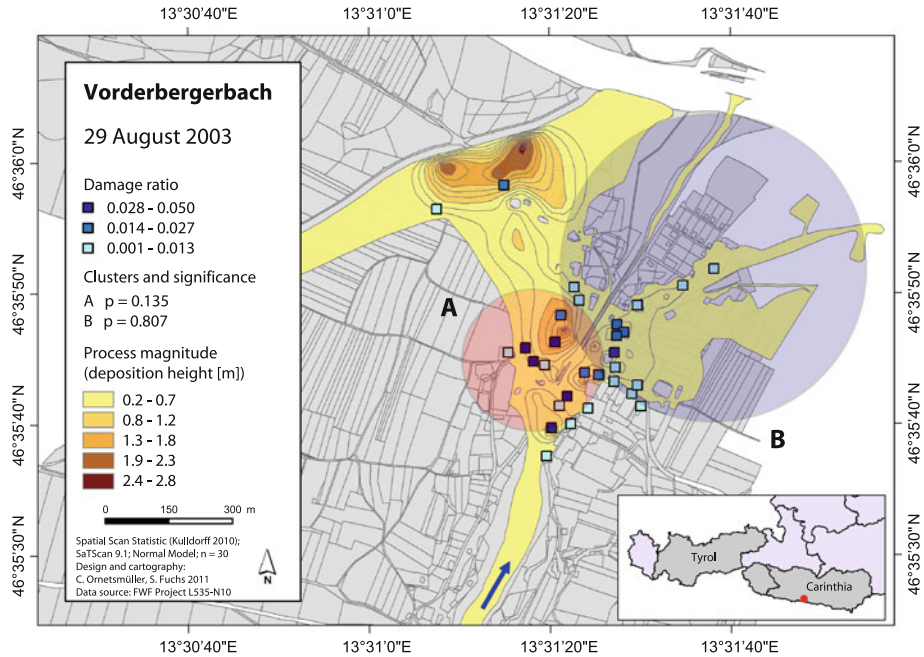 13°30'40"E 13°31'0"E 13°31'20"E 13°31'40"E
Vorderbergerbach
29 August 2003
Damage ratio
0.028 - 0.050
0.014 - 0.027
0.001 - 0.013
Clusters and significance
A p = 0.135
B p = 0.807
Process magnitude
(deposition height [m])
0.2 - 0.7
0.8 - 1.2
1.3 - 1.8
1.9 - 2.3
2.4 - 2.8
0 150 300 m
Spatial Scan Statistic (Kulldorff 2010);
SaTScan 9.1; Normal Model; n = 30
Design and cartography:
C. Ornetsmüller, S. Fuchs 2011
Data source: FWF Project L535-N10
N
46°36'0"N
46°35'50"N
46°35'40"N
46°35'30"N
A
B
Tyrol
Carinthia
46°36'0"N
46°35'50"N
46°35'40"N
46°35'30"N
13°30'40"E 13°31'0"E 13°31'20"E 13°31'40"E